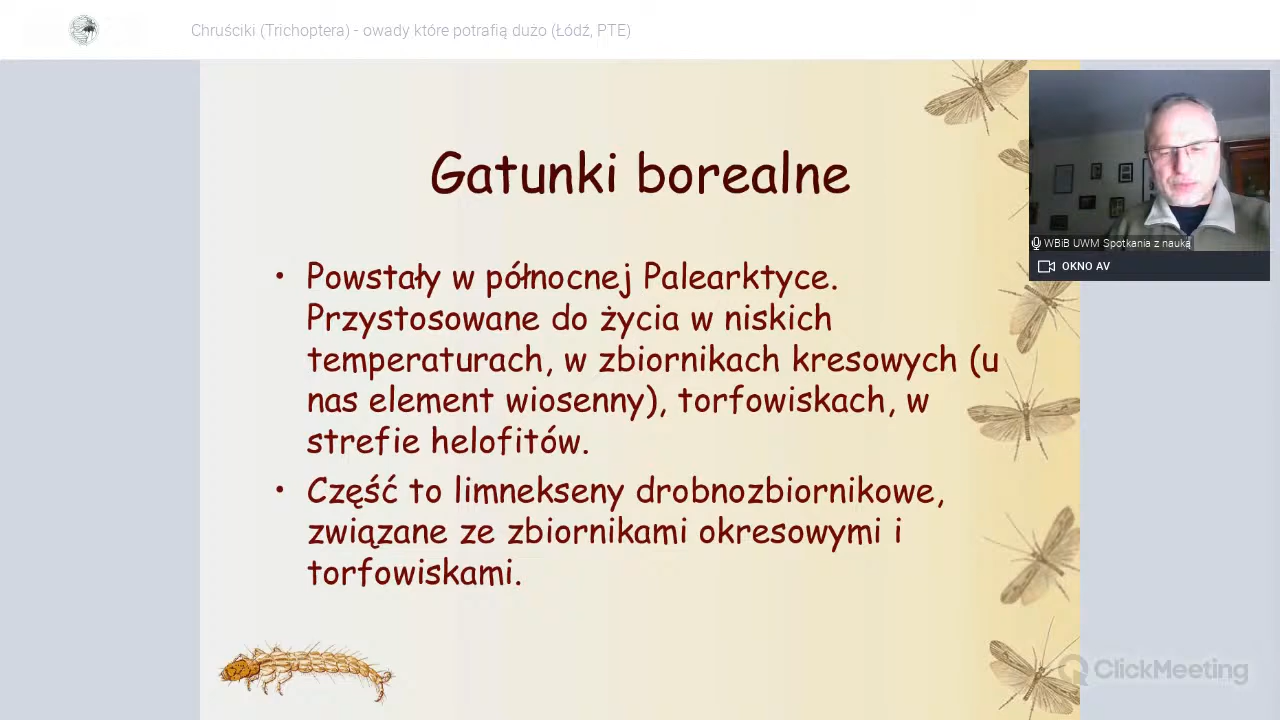 Chruściki (Trichoptera) - owady które potrafią dużo (Łódź, PTE)
Gatunki borealne
• Powstały w północnej Palearktyce.
Przystosowane do życia w niskich
temperaturach, w zbiornikach kresowych (u
nas element wiosenny), torfowiskach, w
strefie helofitów.
• Część to limnekseny drobnozbiornikowe,
związane ze zbiornikami okresowymi i
torfowiskami.
WBiB UWM Spotkania z nauką
OKNO AV
ClickMeeting